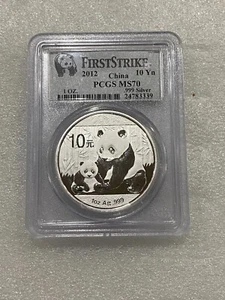 FIRSTSTRIKE
2012 China 10 Yn
PCGS MS70
1 OZ. 999 Silver
24783339
10元
1oz Ag .999